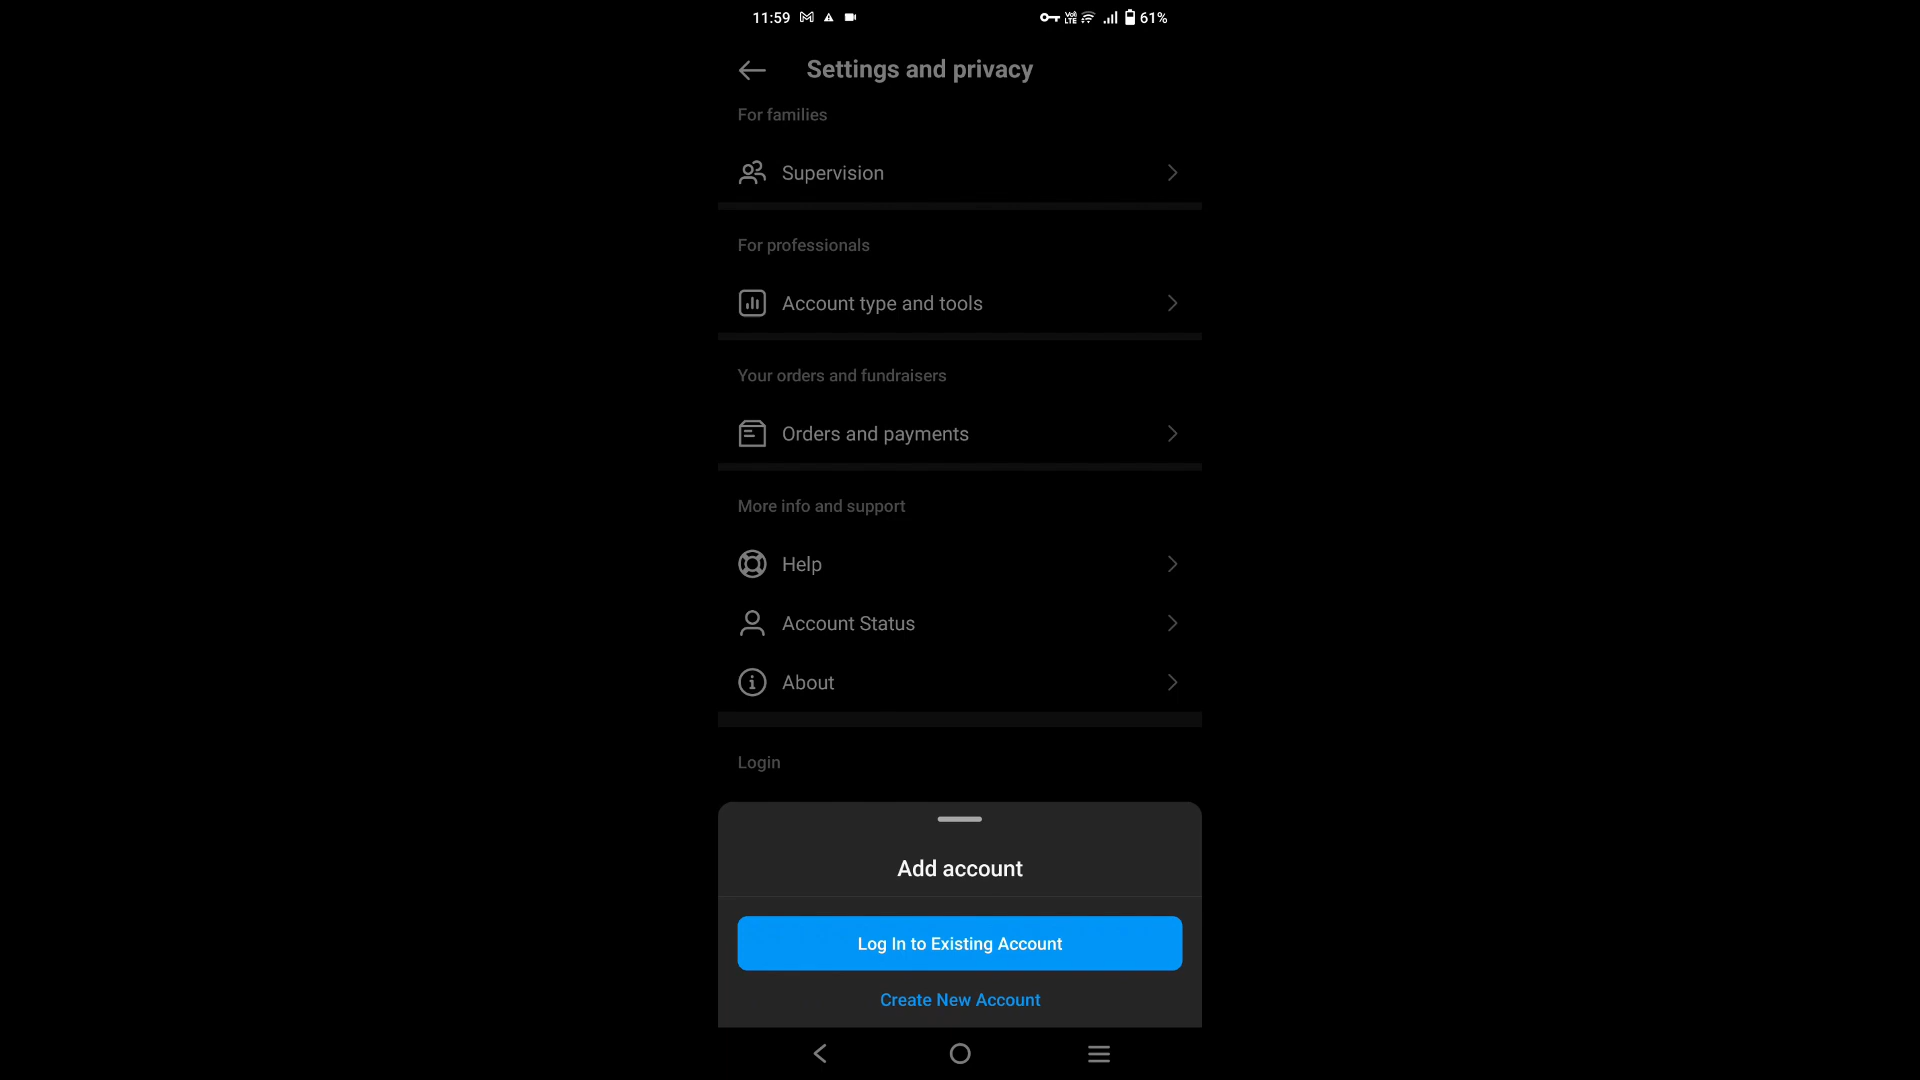 11:59 61%
Settings and privacy
For families
Supervision
For professionals
Account type and tools
Your orders and fundraisers
Orders and payments
More info and support
Help
Account Status
About
Login
Add account
Log In to Existing Account
Create New Account